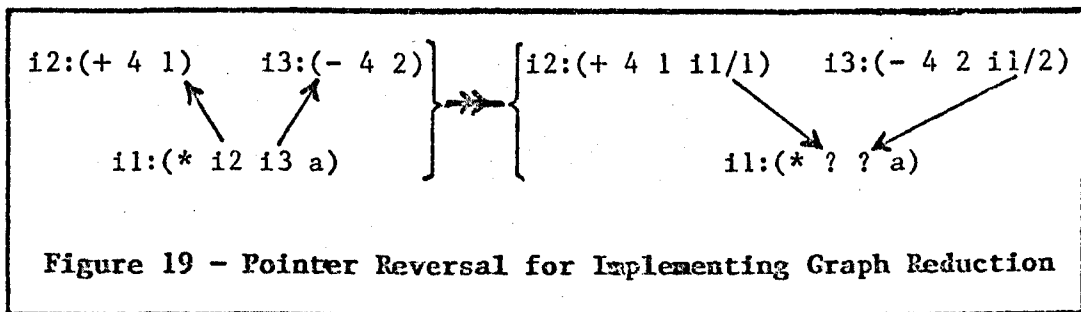 i2:(+ 4 1) i3:(- 4 2) i2:(+ 4 1 i1/1) i3:(- 4 2 i1/2)
i1:(* i2 i3 a) i1:(* ? ? a)
Figure 19 - Pointer Reversal for Implementing Graph Reduction